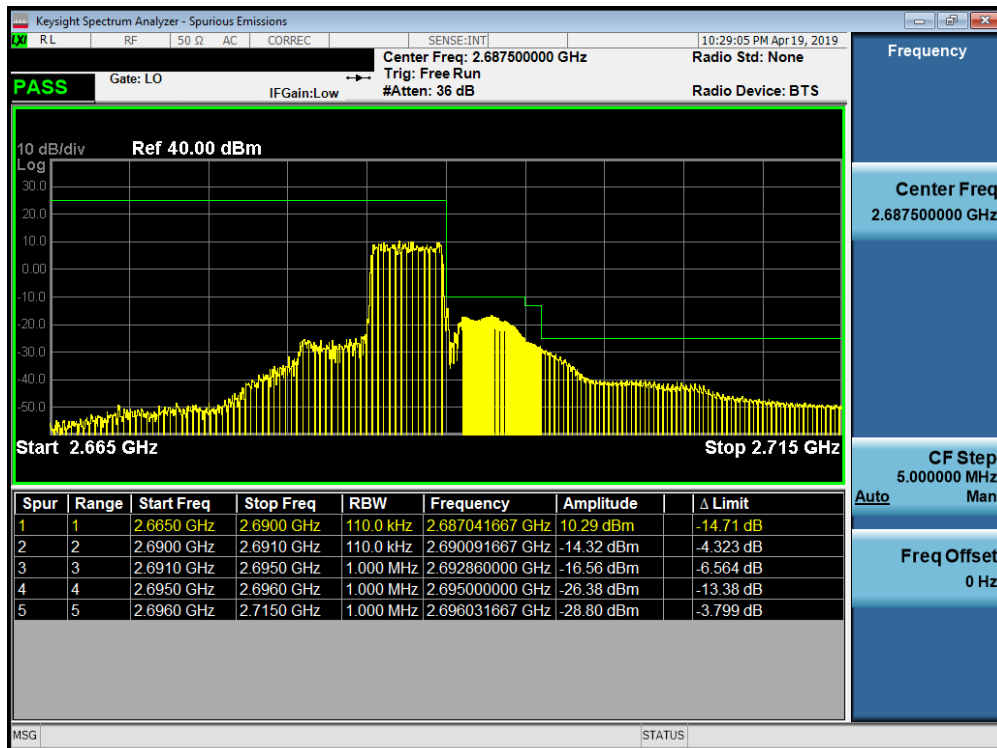 Keysight Spectrum Analyzer - Spurious Emissions
LXI RL RF 50 Ω AC CORREC SENSE:INT 10:29:05 PM Apr 19, 2019
Center Freq: 2.687500000 GHz Radio Std: None
Gate: LO Trig: Free Run
PASS IFGain:Low #Atten: 36 dB Radio Device: BTS
Frequency
10 dB/div Ref 40.00 dBm
Log
30.0
20.0
10.0
0.00
-10.0
-20.0
-30.0
-40.0
-50.0
Start 2.665 GHz Stop 2.715 GHz
Center Freq
2.687500000 GHz
CF Step
5.000000 MHz
Auto Man
Freq Offset
0 Hz
Spur Range Start Freq Stop Freq RBW Frequency Amplitude Δ Limit
1 1 2.6650 GHz 2.6900 GHz 110.0 kHz 2.687041667 GHz 10.29 dBm -14.71 dB
2 2 2.6900 GHz 2.6910 GHz 110.0 kHz 2.690091667 GHz -14.32 dBm -4.323 dB
3 3 2.6910 GHz 2.6950 GHz 1.000 MHz 2.692860000 GHz -16.56 dBm -6.564 dB
4 4 2.6950 GHz 2.6960 GHz 1.000 MHz 2.695000000 GHz -26.38 dBm -13.38 dB
5 5 2.6960 GHz 2.7150 GHz 1.000 MHz 2.696031667 GHz -28.80 dBm -3.799 dB
MSG STATUS